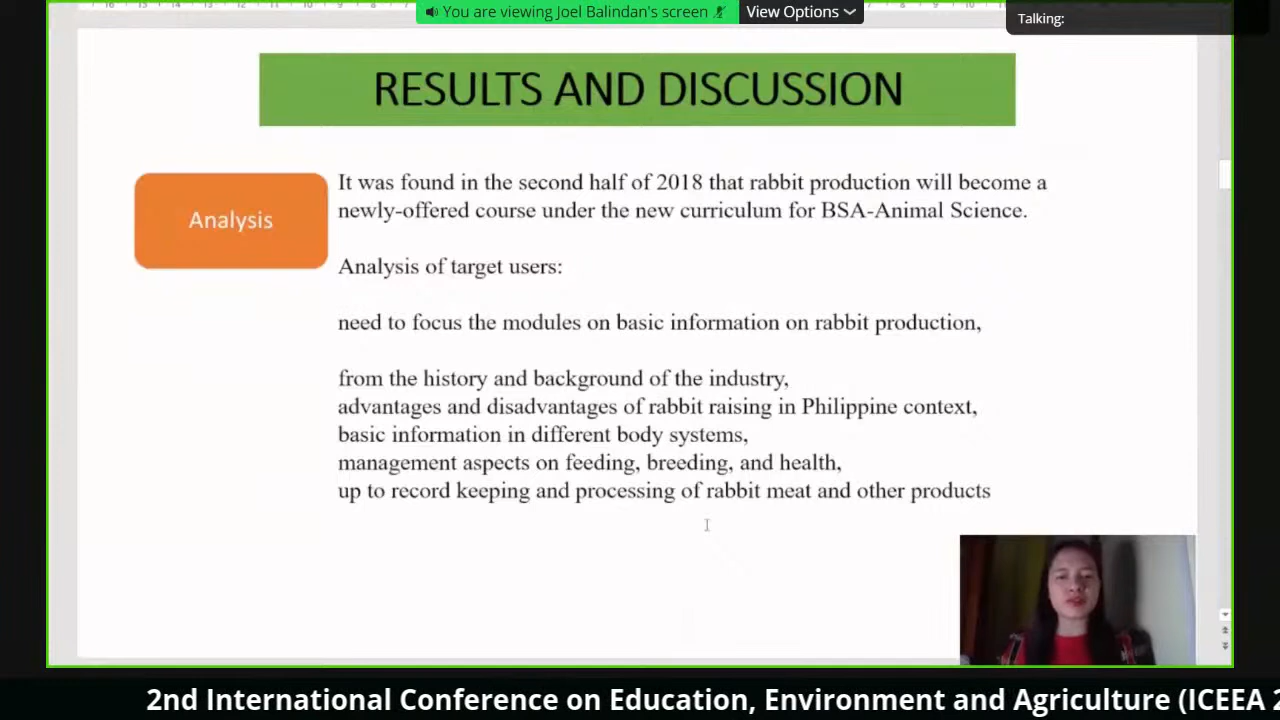 You are viewing Joel Balindan's screen
View Options
Talking:
RESULTS AND DISCUSSION
Analysis
It was found in the second half of 2018 that rabbit production will become a
newly-offered course under the new curriculum for BSA-Animal Science.
Analysis of target users:
need to focus the modules on basic information on rabbit production,
from the history and background of the industry,
advantages and disadvantages of rabbit raising in Philippine context,
basic information in different body systems,
management aspects on feeding, breeding, and health,
up to record keeping and processing of rabbit meat and other products
2nd International Conference on Education, Environment and Agriculture (ICEEA 2